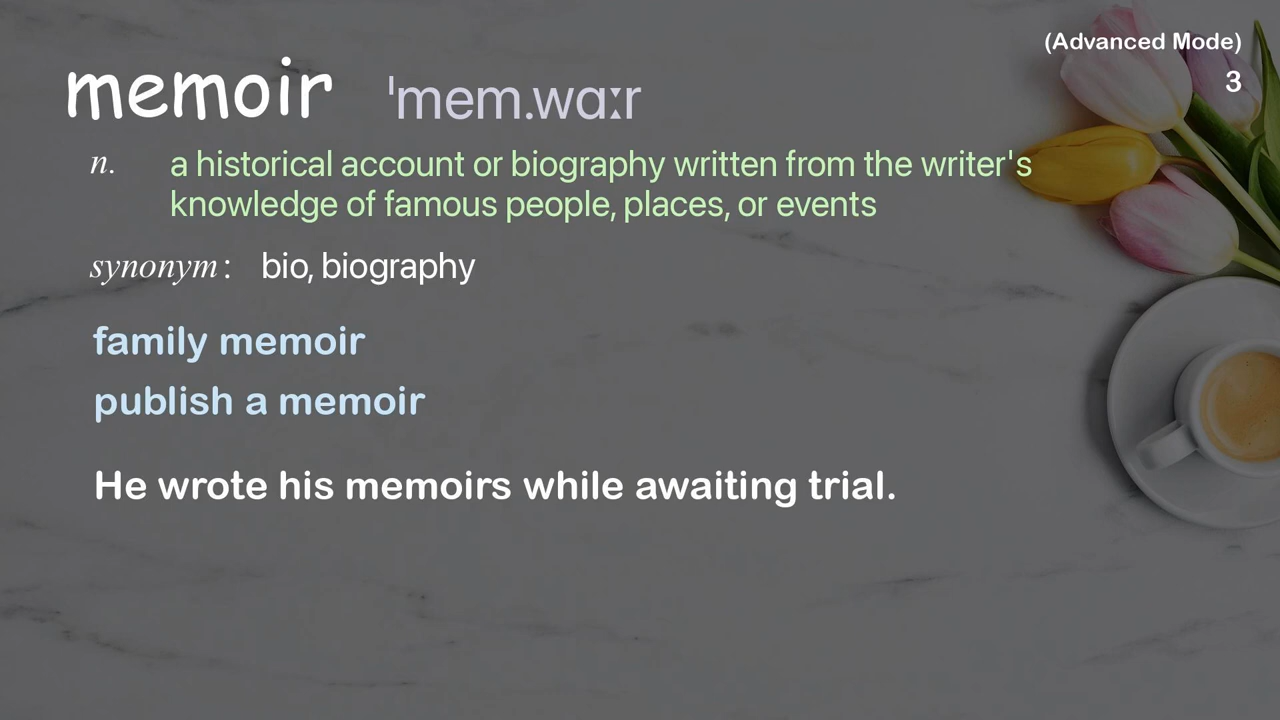 (Advanced Mode)
3
memoir ˈmem.wɑːr
n. a historical account or biography written from the writer's
knowledge of famous people, places, or events
synonym: bio, biography
family memoir
publish a memoir
He wrote his memoirs while awaiting trial.